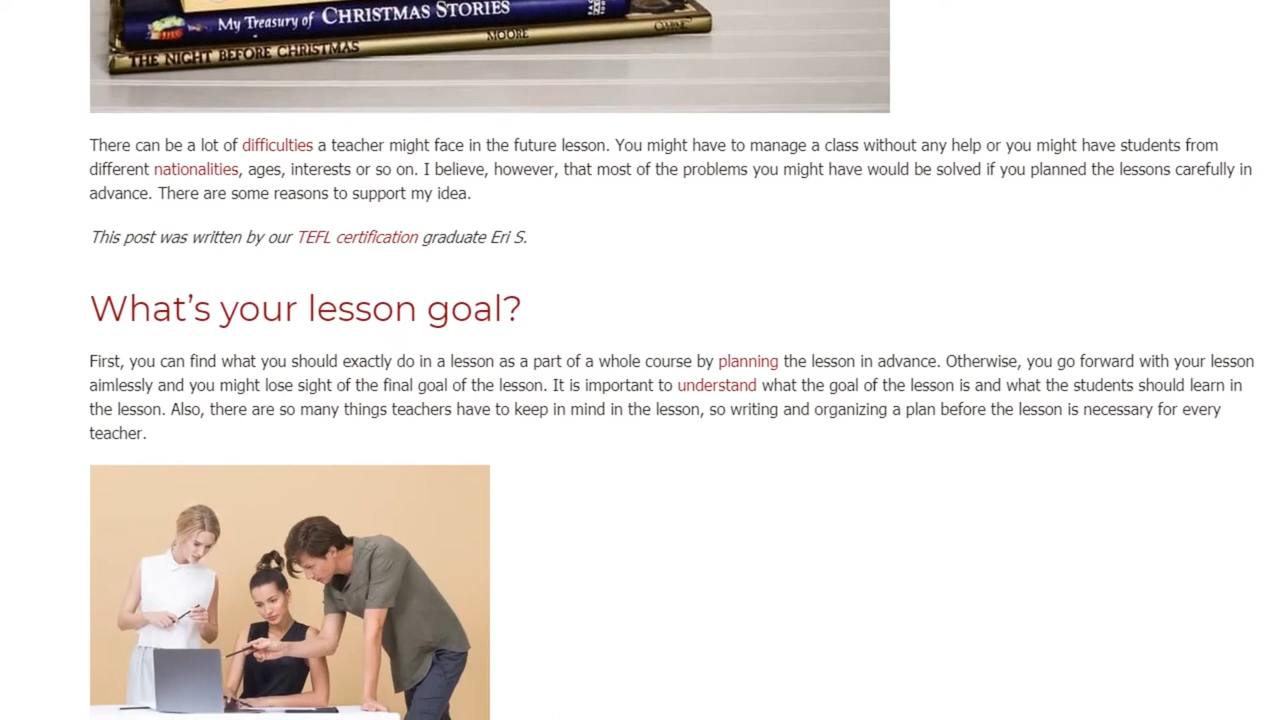 My Treasury of CHRISTMAS STORIES
THE NIGHT BEFORE CHRISTMAS MOORE
There can be a lot of difficulties a teacher might face in the future lesson. You might have to manage a class without any help or you might have students from
different nationalities, ages, interests or so on. I believe, however, that most of the problems you might have would be solved if you planned the lessons carefully in
advance. There are some reasons to support my idea.
This post was written by our TEFL certification graduate Eri S.
What's your lesson goal?
First, you can find what you should exactly do in a lesson as a part of a whole course by planning the lesson in advance. Otherwise, you go forward with your lesson
aimlessly and you might lose sight of the final goal of the lesson. It is important to understand what the goal of the lesson is and what the students should learn in
the lesson. Also, there are so many things teachers have to keep in mind in the lesson, so writing and organizing a plan before the lesson is necessary for every
teacher.